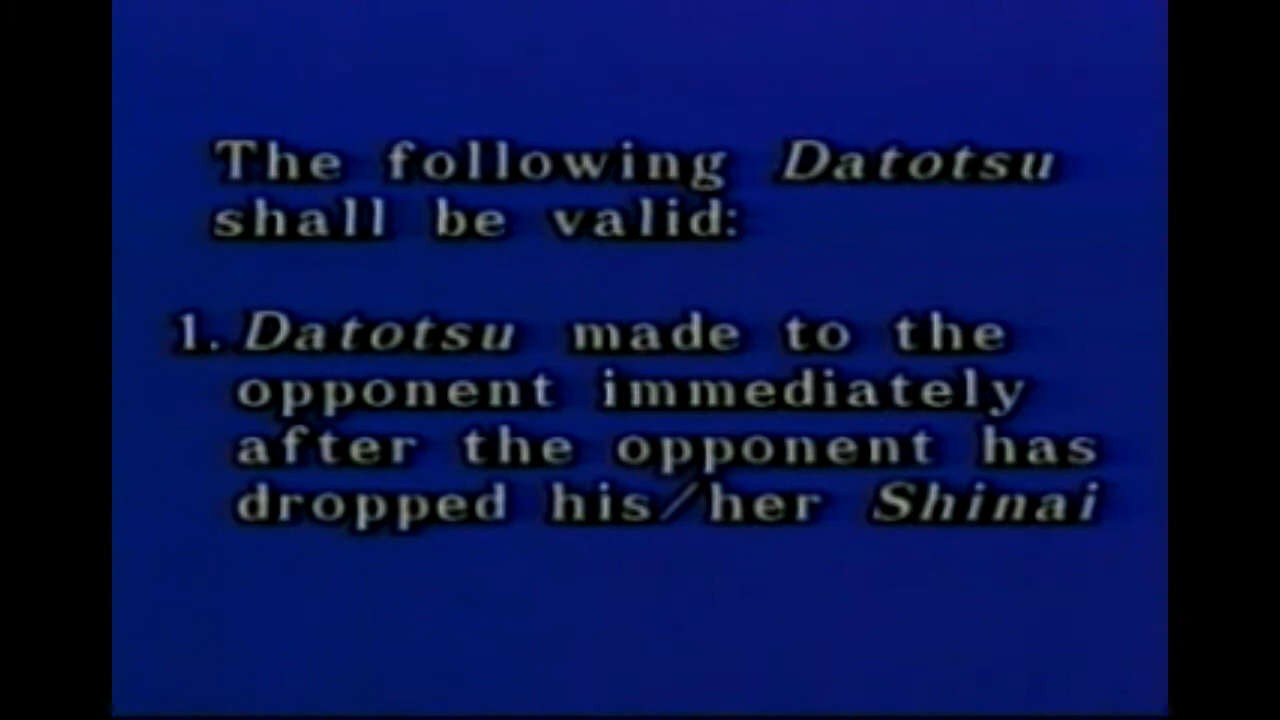 The following Datotsu
shall be valid:
1. Datotsu made to the
opponent immediately
after the opponent has
dropped his/her Shinai